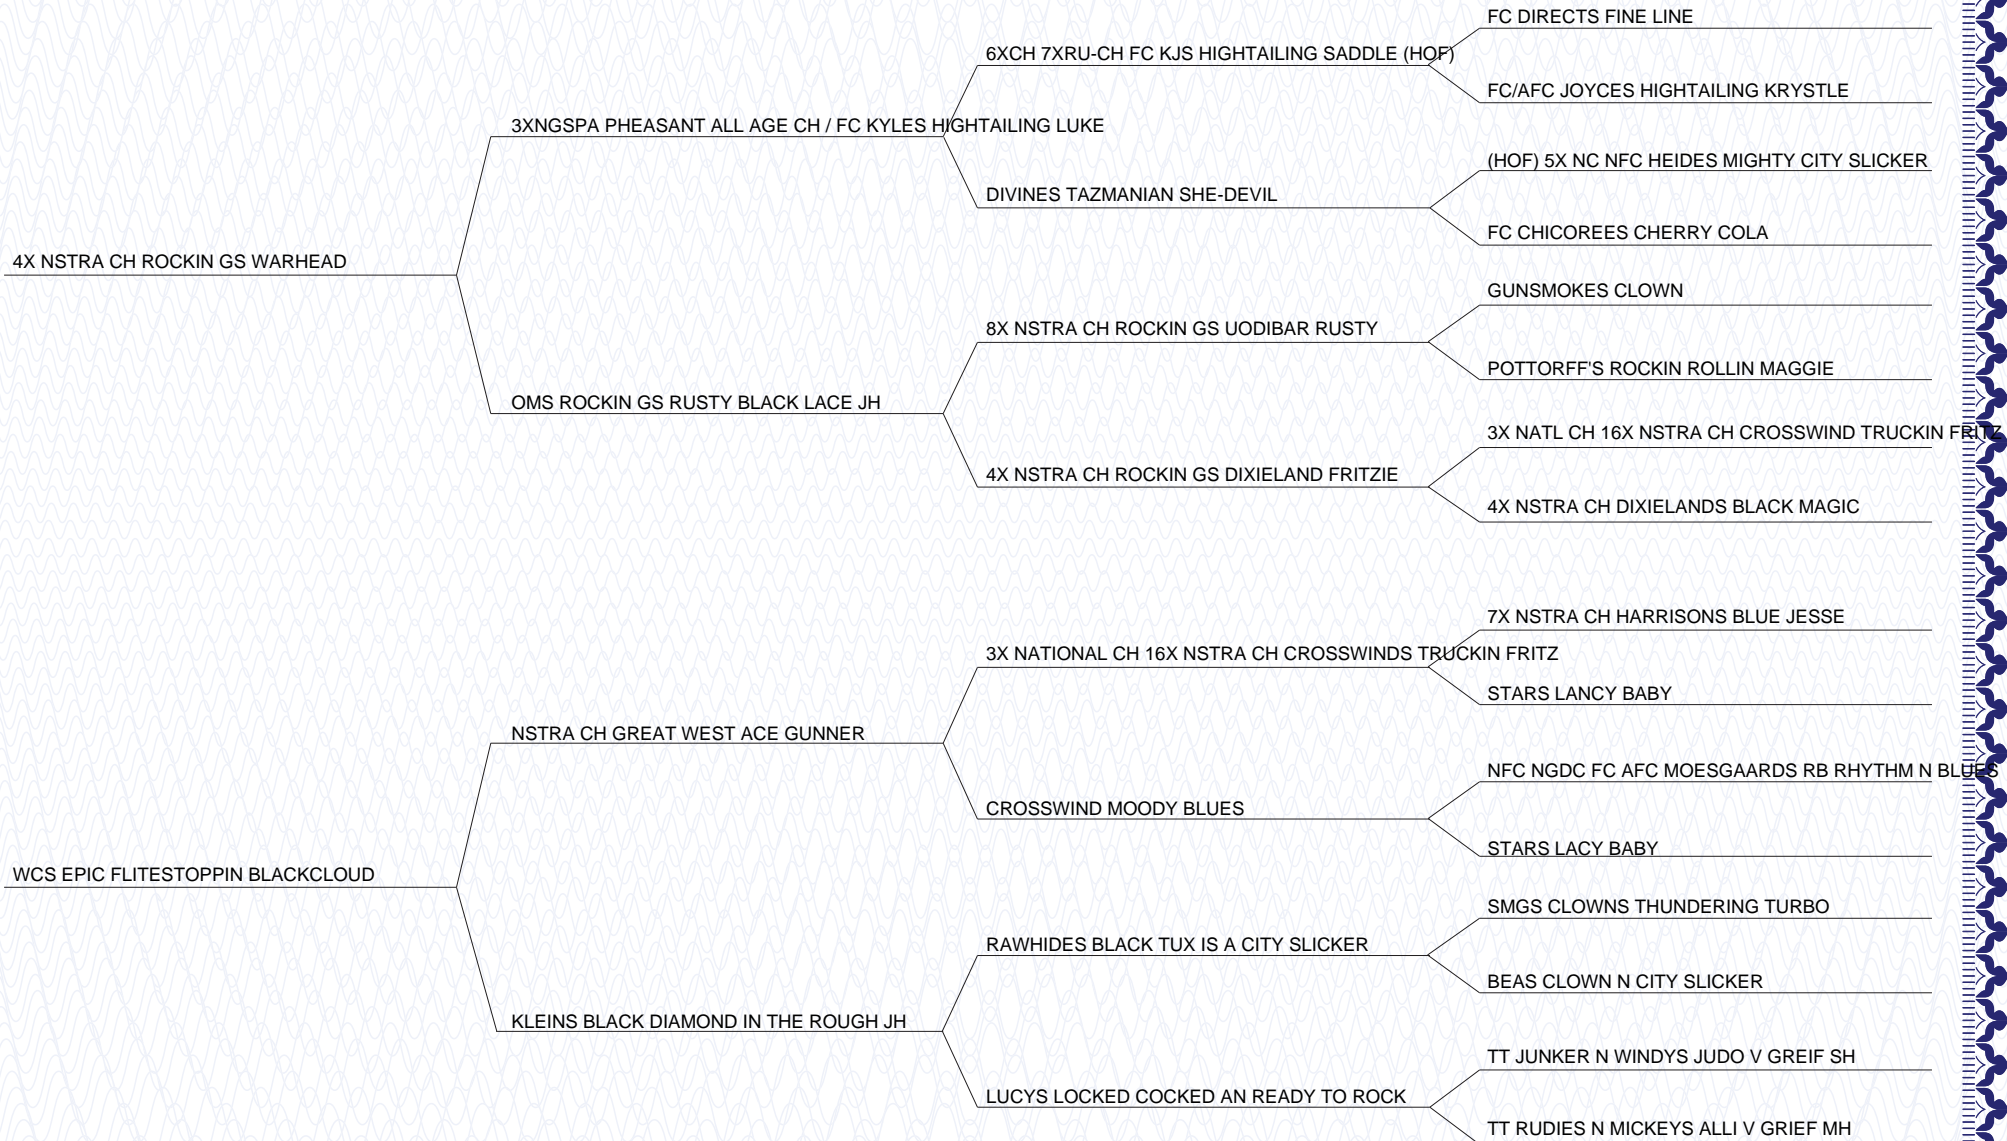 FC DIRECTS FINE LINE
6XCH 7XRU-CH FC KJS HIGHTAILING SADDLE (HOF)
FC/AFC JOYCES HIGHTAILING KRYSTLE
3XNGSPA PHEASANT ALL AGE CH / FC KYLES HIGHTAILING LUKE
(HOF) 5X NC NFC HEIDES MIGHTY CITY SLICKER
DIVINES TAZMANIAN SHE-DEVIL
FC CHICOREES CHERRY COLA
4X NSTRA CH ROCKIN GS WARHEAD
GUNSMOKES CLOWN
8X NSTRA CH ROCKIN GS UODIBAR RUSTY
POTTORFF'S ROCKIN ROLLIN MAGGIE
OMS ROCKIN GS RUSTY BLACK LACE JH
3X NATL CH 16X NSTRA CH CROSSWIND TRUCKIN FRITZ
4X NSTRA CH ROCKIN GS DIXIELAND FRITZIE
4X NSTRA CH DIXIELANDS BLACK MAGIC
7X NSTRA CH HARRISONS BLUE JESSE
3X NATIONAL CH 16X NSTRA CH CROSSWINDS TRUCKIN FRITZ
STARS LANCY BABY
NSTRA CH GREAT WEST ACE GUNNER
NFC NGDC FC AFC MOESGAARDS RB RHYTHM N BLUES
CROSSWIND MOODY BLUES
STARS LACY BABY
WCS EPIC FLITESTOPPIN BLACKCLOUD
SMGS CLOWNS THUNDERING TURBO
RAWHIDES BLACK TUX IS A CITY SLICKER
BEAS CLOWN N CITY SLICKER
KLEINS BLACK DIAMOND IN THE ROUGH JH
TT JUNKER N WINDYS JUDO V GREIF SH
LUCYS LOCKED COCKED AN READY TO ROCK
TT RUDIES N MICKEYS ALLI V GRIEF MH